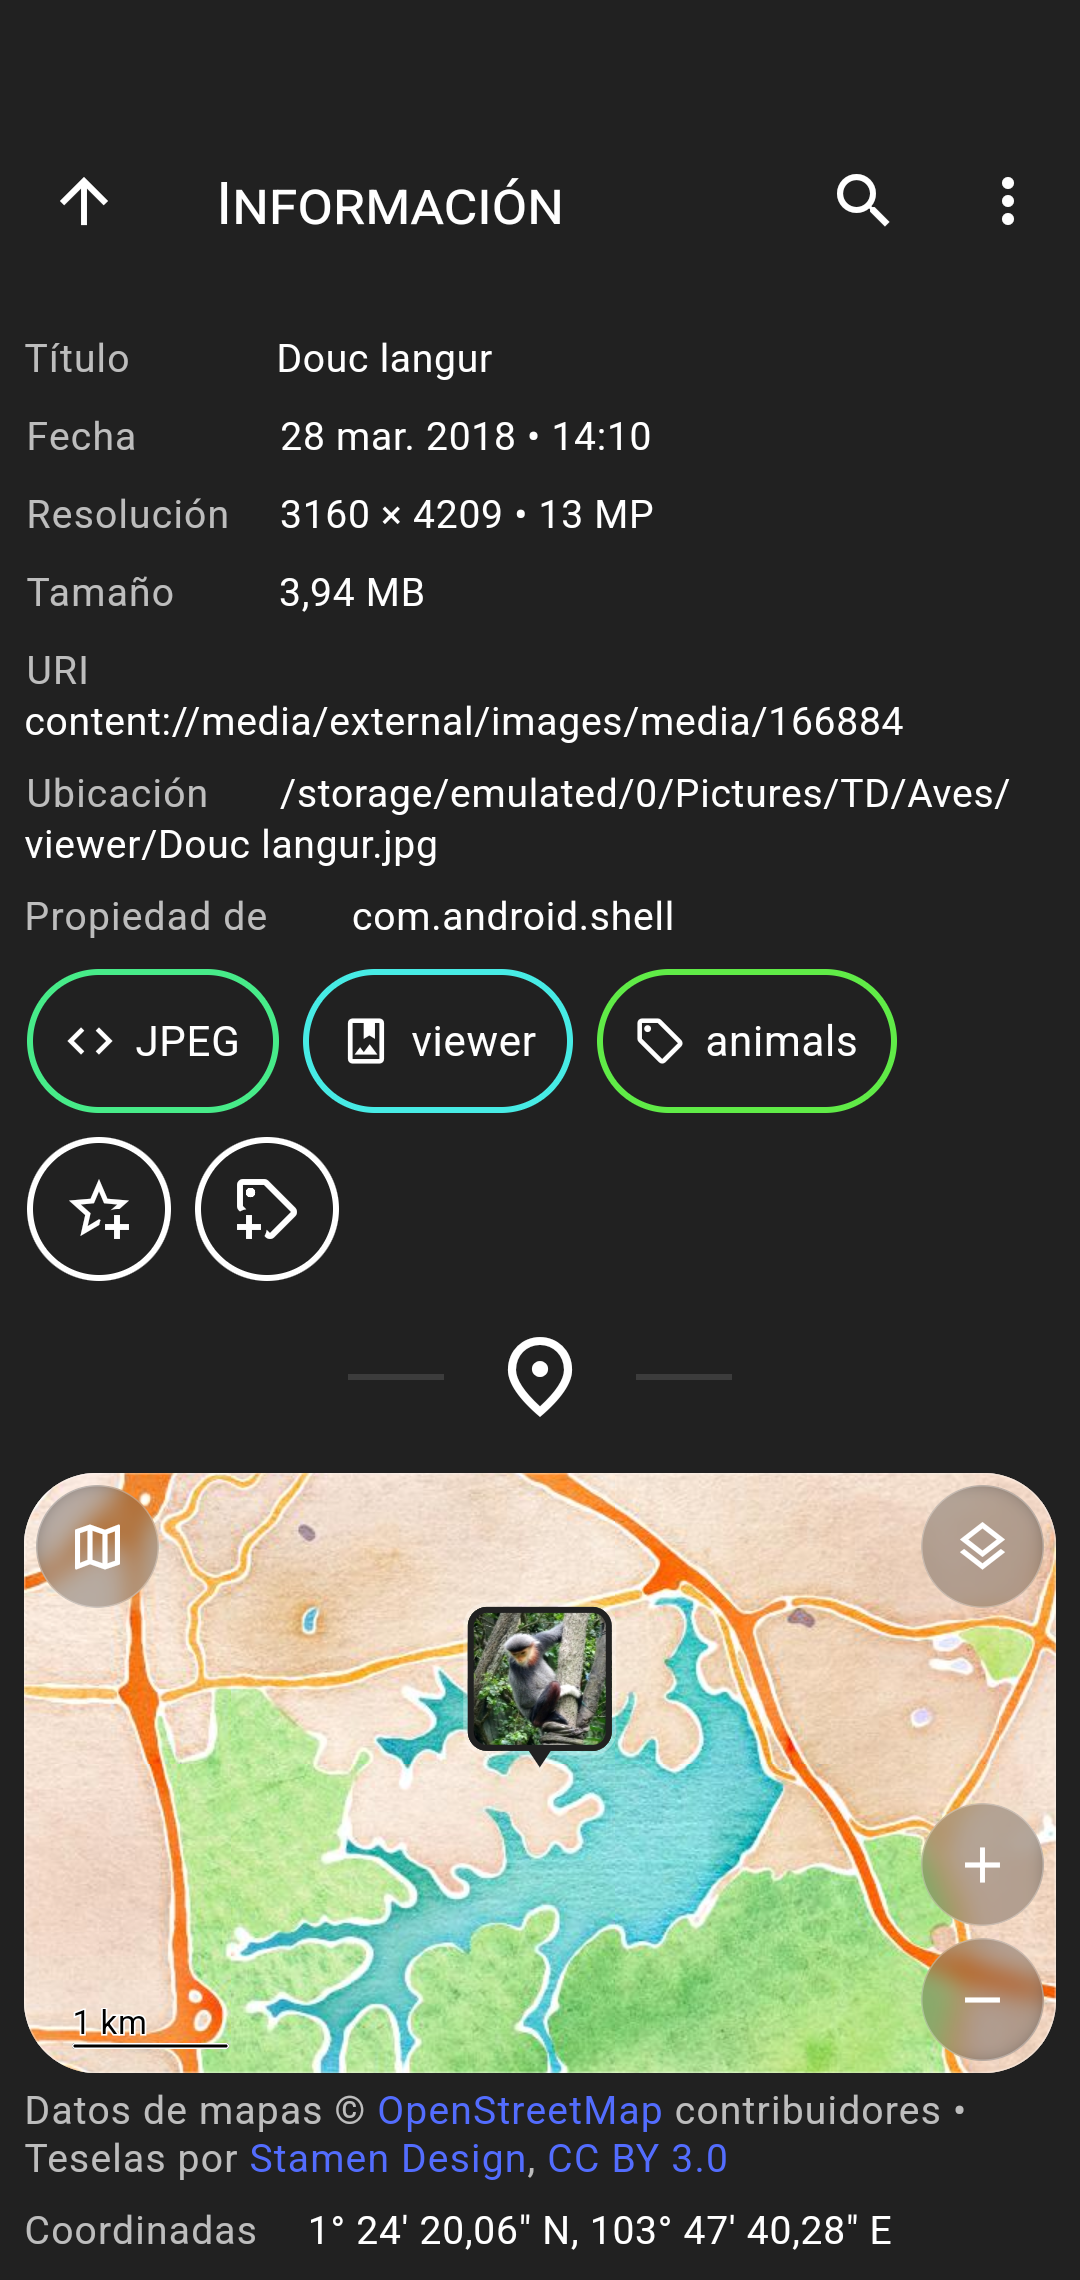 INFORMACIÓN
Título Douc langur
Fecha 28 mar. 2018 • 14:10
Resolución 3160 × 4209 • 13 MP
Tamaño 3,94 MB
URI
content://media/external/images/media/166884
Ubicación /storage/emulated/0/Pictures/TD/Aves/
viewer/Douc langur.jpg
Propiedad de com.android.shell
JPEG viewer animals
1 km
Datos de mapas © OpenStreetMap contribuidores •
Teselas por Stamen Design, CC BY 3.0
Coordinadas 1° 24' 20,06" N, 103° 47' 40,28" E